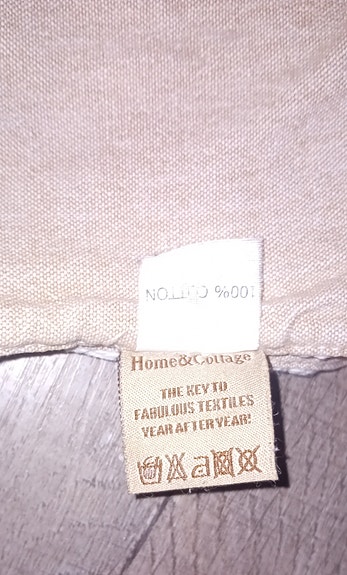 100% COTTON
Home&Cottage
THE KEY TO
FABULOUS TEXTILES
YEAR AFTER YEAR!